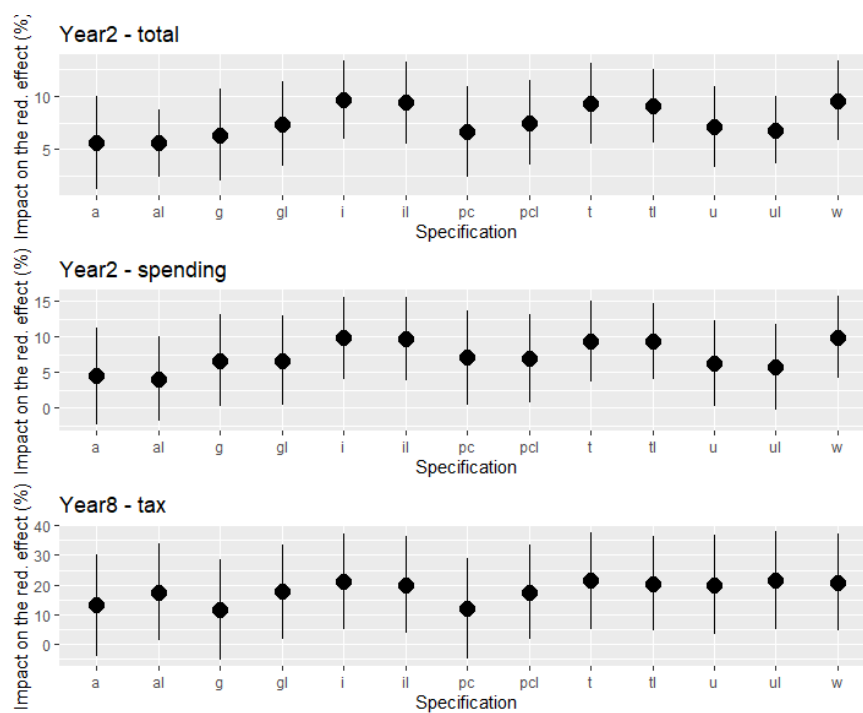 Year2 - total
Impact on the red. effect (%)
10
5
a al g gl i il pc pcl t tl u ul w
Specification
Year2 - spending
Impact on the red. effect (%)
15
10
5
0
a al g gl i il pc pcl t tl u ul w
Specification
Year8 - tax
Impact on the red. effect (%)
40
30
20
10
0
a al g gl i il pc pcl t tl u ul w
Specification